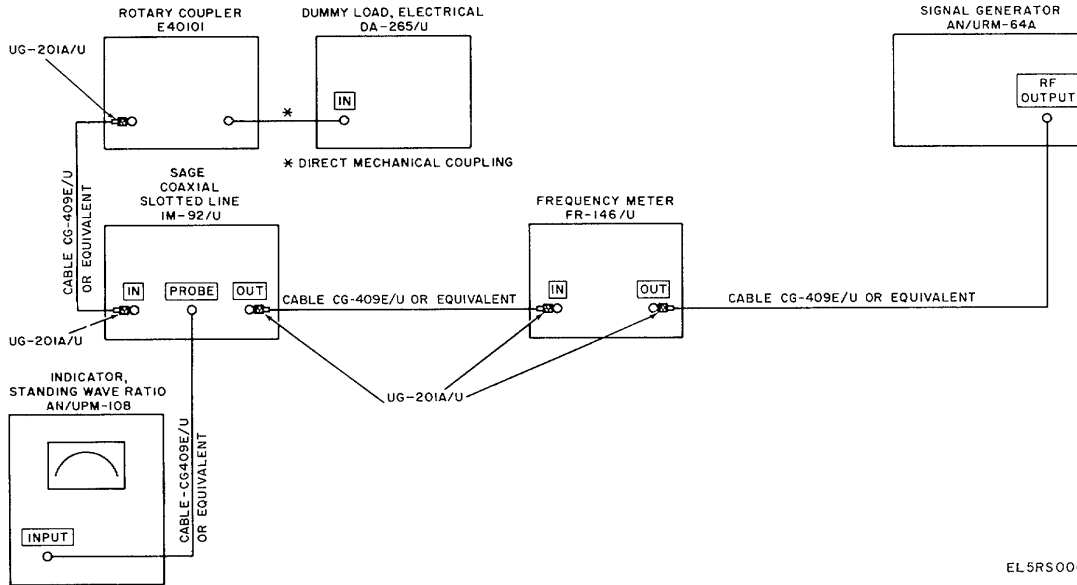 ROTARY COUPLER
E40101
DUMMY LOAD, ELECTRICAL
DA-265/U
SIGNAL GENERATOR
AN/URM-64A
UG-201A/U
IN
RF
OUTPUT
* DIRECT MECHANICAL COUPLING
*
CABLE CG-409E/U
OR EQUIVALENT
SAGE
COAXIAL
SLOTTED LINE
IM-92/U
FREQUENCY METER
FR-146/U
IN
PROBE
OUT
CABLE CG-409E/U OR EQUIVALENT
IN
OUT
CABLE CG-409E/U OR EQUIVALENT
UG-201A/U
UG-201A/U
INDICATOR,
STANDING WAVE RATIO
AN/UPM-108
CABLE-CG409E/U
OR EQUIVALENT
INPUT